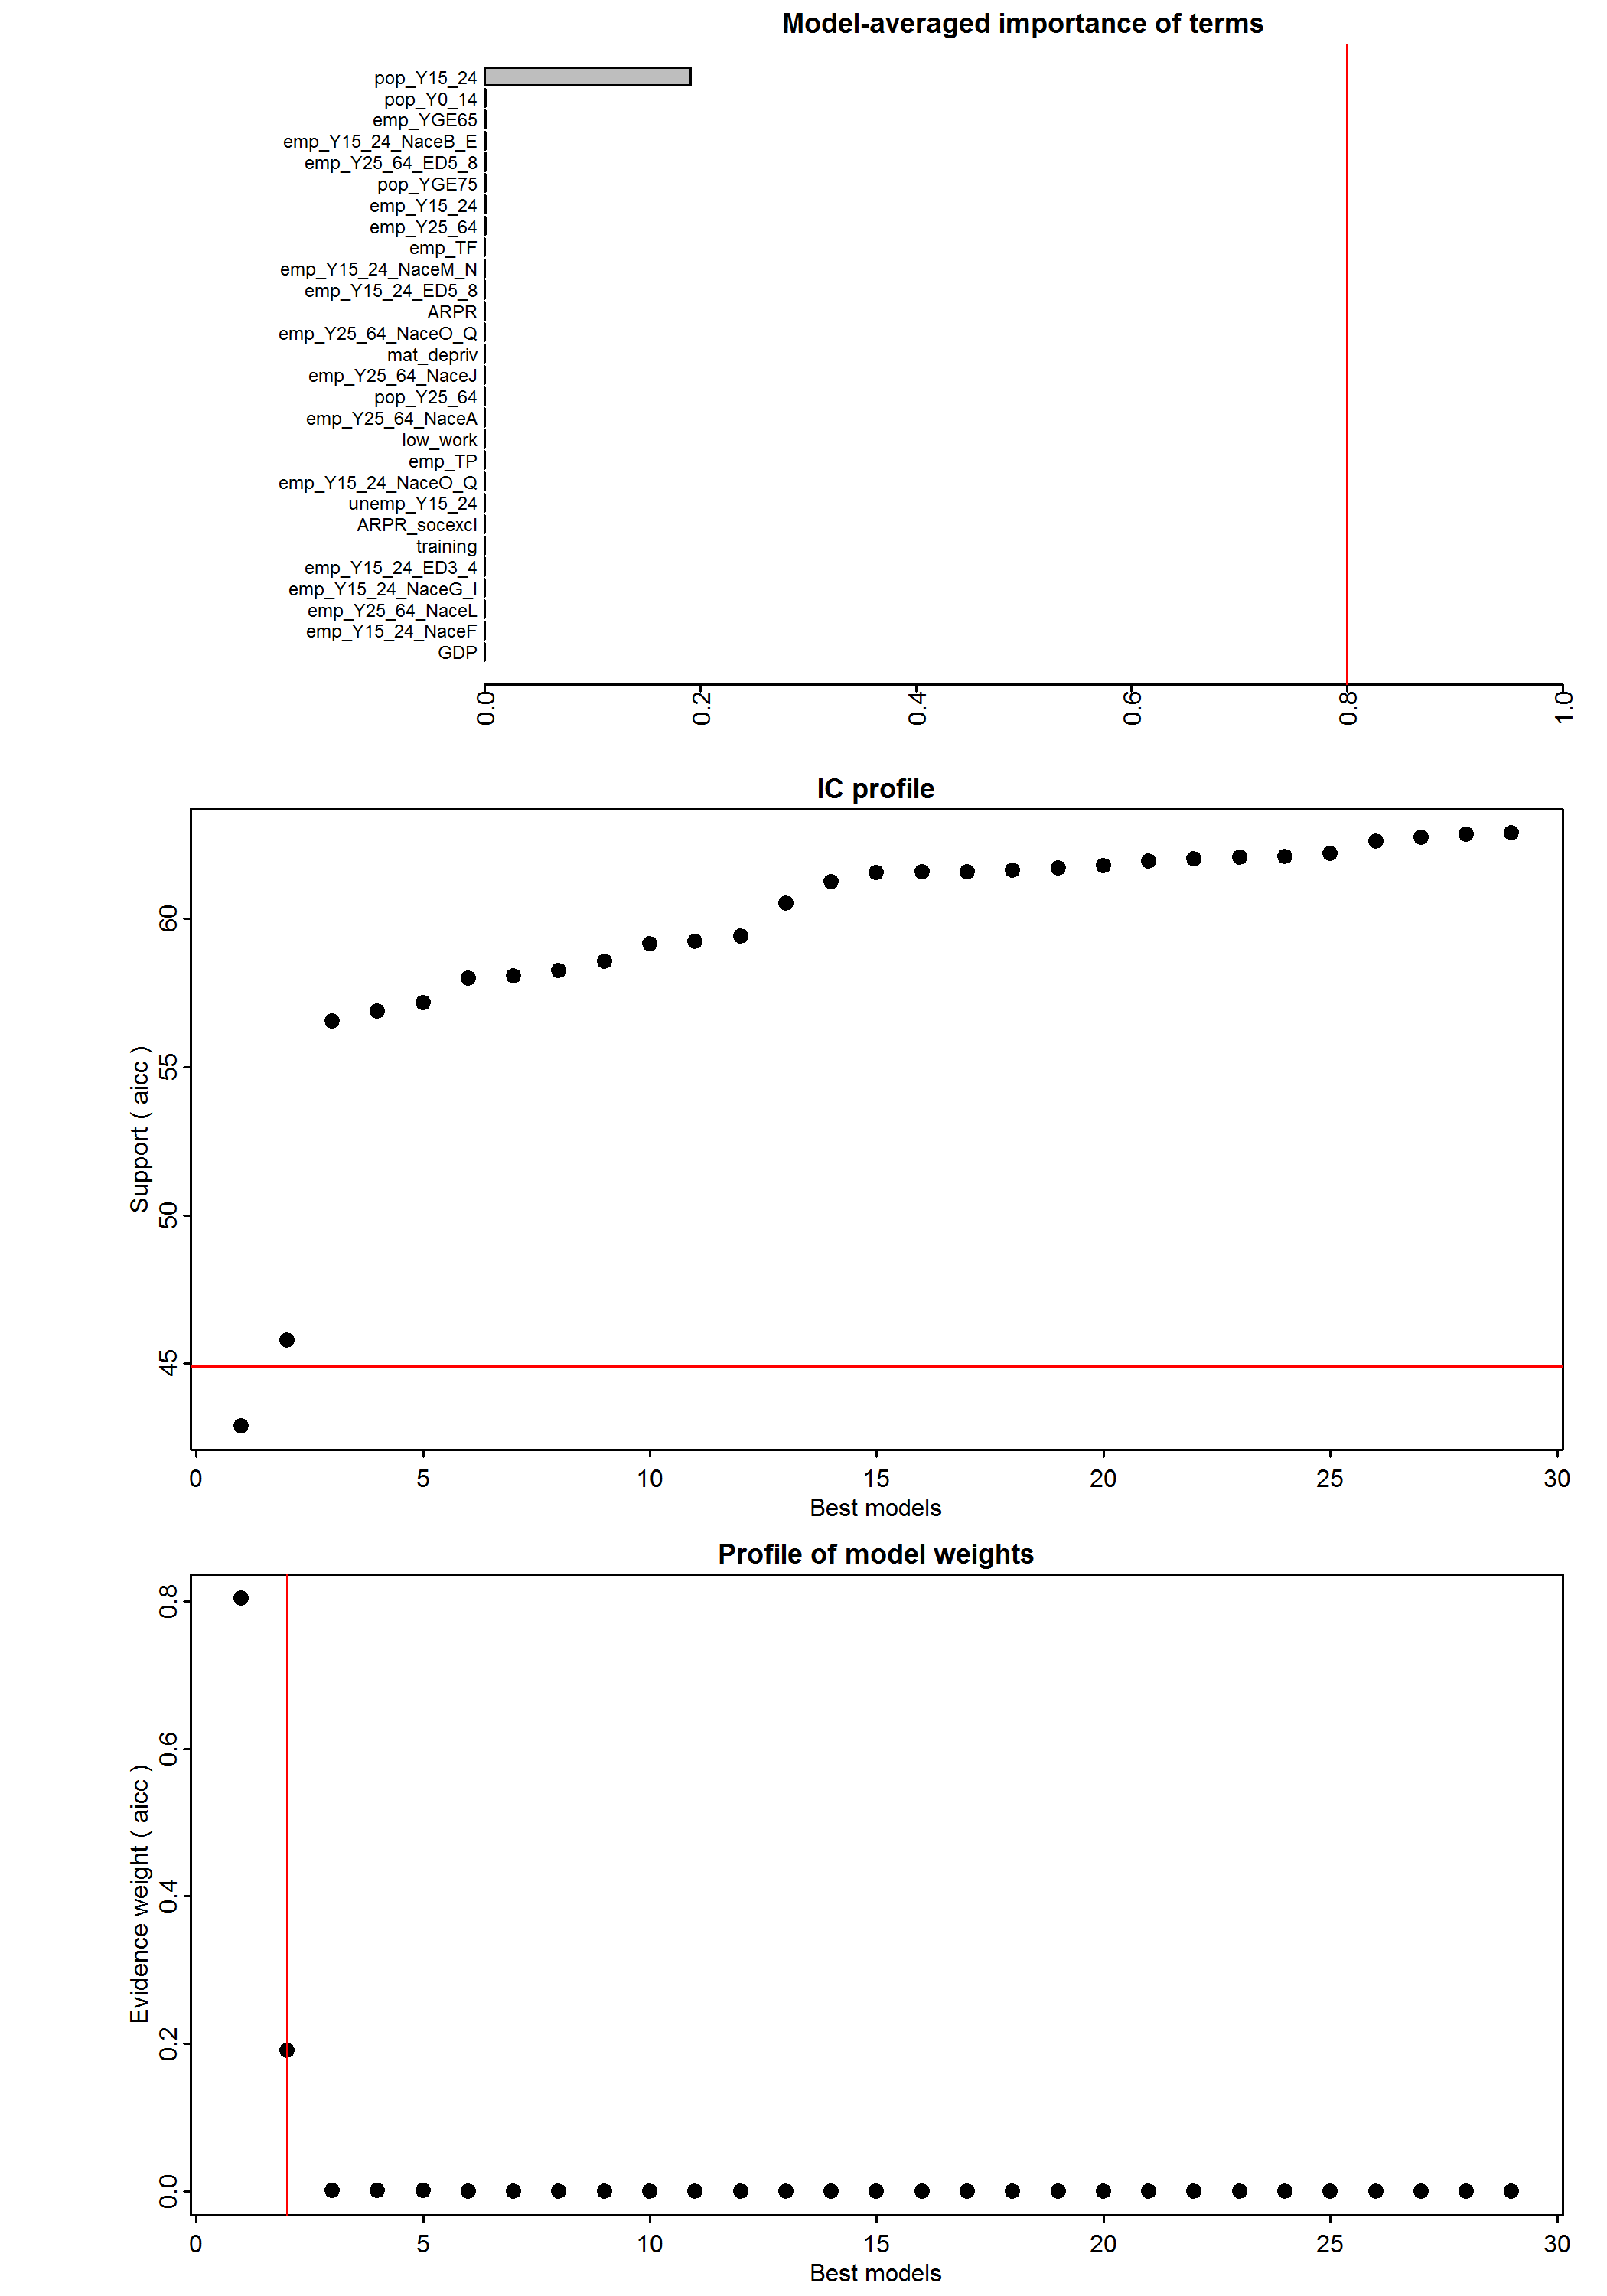 Model-averaged importance of terms
pop_Y15_24
pop_Y0_14
emp_YGE65
emp_Y15_24_NaceB_E
emp_Y25_64_ED5_8
pop_YGE75
emp_Y15_24
emp_Y25_64
emp_TF
emp_Y15_24_NaceM_N
emp_Y15_24_ED5_8
ARPR
emp_Y25_64_NaceO_Q
mat_depriv
emp_Y25_64_NaceJ
pop_Y25_64
emp_Y25_64_NaceA
low_work
emp_TP
emp_Y15_24_NaceO_Q
unemp_Y15_24
ARPR_socexcl
training
emp_Y15_24_ED3_4
emp_Y15_24_NaceG_I
emp_Y25_64_NaceL
emp_Y15_24_NaceF
GDP
0.0 0.2 0.4 0.6 0.8 1.0
IC profile
Support ( aicc )
60
55
50
45
0 5 10 15 20 25 30
Best models
Profile of model weights
Evidence weight ( aicc )
0.8
0.6
0.4
0.2
0.0
0 5 10 15 20 25 30
Best models